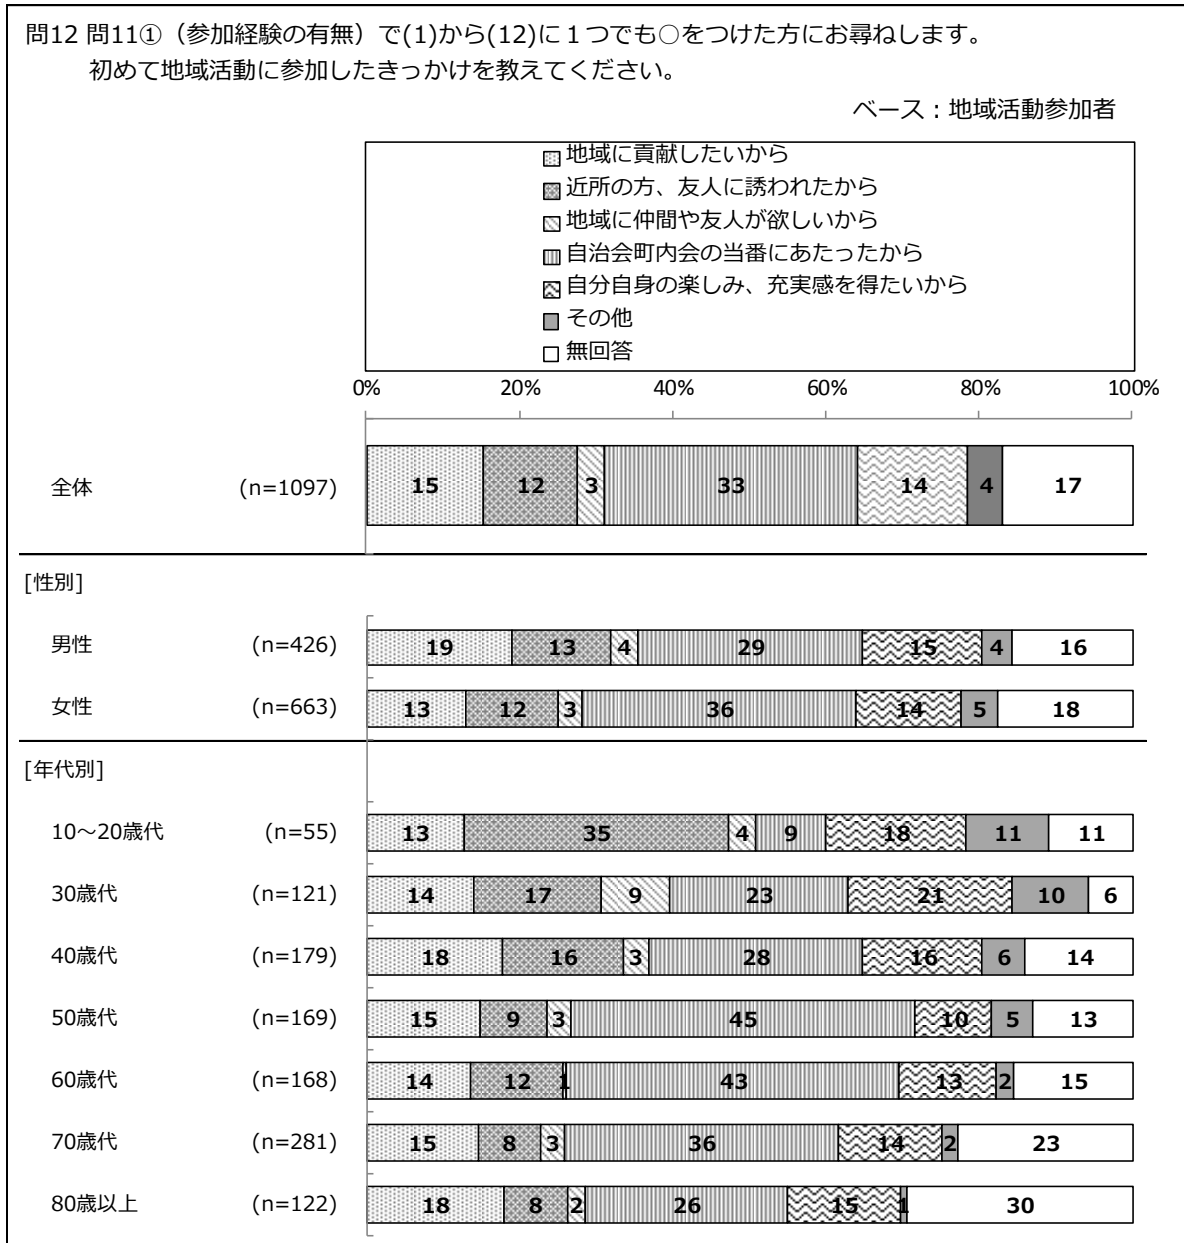 問12 問11①（参加経験の有無）で(1)から(12)に１つでも○をつけた方にお尋ねします。
初めて地域活動に参加したきっかけを教えてください。
ベース：地域活動参加者
地域に貢献したいから
近所の方、友人に誘われたから
地域に仲間や友人が欲しいから
自治会町内会の当番にあたったから
自分自身の楽しみ、充実感を得たいから
その他
無回答
0% 20% 40% 60% 80% 100%
全体 (n=1097) 15 12 3 33 14 4 17
[性別]
男性 (n=426) 19 13 4 29 15 4 16
女性 (n=663) 13 12 3 36 14 5 18
[年代別]
10～20歳代 (n=55) 13 35 4 9 18 11 11
30歳代 (n=121) 14 17 9 23 21 10 6
40歳代 (n=179) 18 16 3 28 16 6 14
50歳代 (n=169) 15 9 3 45 10 5 13
60歳代 (n=168) 14 12 1 43 13 2 15
70歳代 (n=281) 15 8 3 36 14 2 23
80歳以上 (n=122) 18 8 2 26 15 1 30